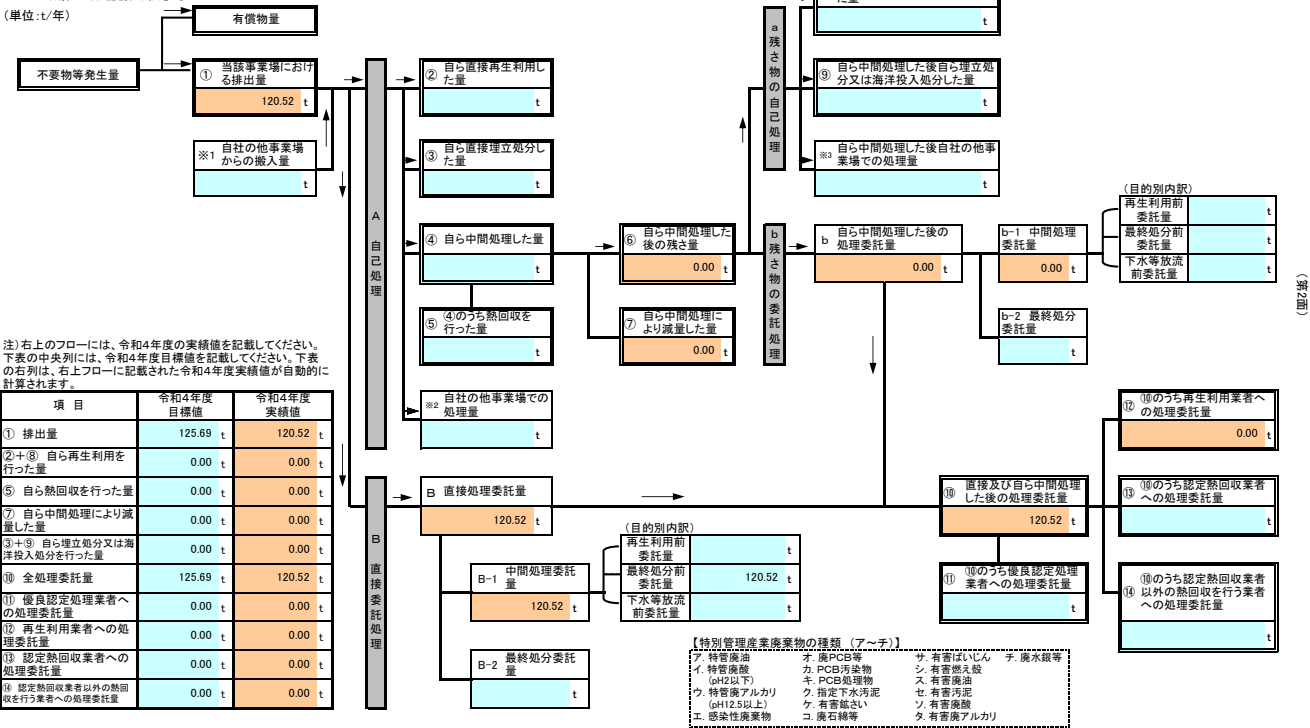 (単位:t/年)
有償物量
不要物等発生量
① 当該事業場におけ
る排出量
120.52 t
※1 自社の他事業場
からの搬入量
t
A 自己処理
② 自ら直接再生利用し
た量
t
③ 自ら直接埋立処分し
た量
t
④ 自ら中間処理した量
t
⑤ ④のうち熱回収を
行った量
t
※2 自社の他事業場での
処理量
t
⑥ 自ら中間処理した
後の残さ量
0.00 t
⑦ 自ら中間処理に
より減量した量
0.00 t
a 残さ物の自己処理
た量
t
⑨ 自ら中間処理した後自ら埋立処
分又は海洋投入処分した量
t
※3 自ら中間処理した後自社の他事
業場での処理量
t
b 残さ物の委託処理
b 自ら中間処理した後の
処理委託量
0.00 t
b-1 中間処理
委託量
0.00 t
(目的別内訳)
再生利用前
委託量 t
最終処分前
委託量 t
下水等放流
前委託量 t
b-2 最終処分
委託量
t
(第2面)
注)右上のフローには、令和4年度の実績値を記載してください。
下表の中央列には、令和4年度目標値を記載してください。下表
の右列は、右上フローに記載された令和4年度実績値が自動的に
計算されます。
項 目 令和4年度 目標値 令和4年度 実績値
① 排出量 125.69 t 120.52 t
②+⑧ 自ら再生利用を
行った量 0.00 t 0.00 t
⑤ 自ら熱回収を行った量 0.00 t 0.00 t
⑦ 自ら中間処理により減
量した量 0.00 t 0.00 t
③+⑨ 自ら埋立処分又は海
洋投入処分を行った量 0.00 t 0.00 t
⑩ 全処理委託量 125.69 t 120.52 t
⑪ 優良認定処理業者へ
の処理委託量 0.00 t 0.00 t
⑫ 再生利用業者への処
理委託量 0.00 t 0.00 t
⑬ 認定熱回収業者への
処理委託量 0.00 t 0.00 t
⑭ 認定熱回収業者以外の熱回
収を行う業者への処理委託量 0.00 t 0.00 t
B 直接委託処理
B 直接処理委託量
120.52 t
B-1 中間処理委託
量
120.52 t
(目的別内訳)
再生利用前
委託量 t
最終処分前
委託量 120.52 t
下水等放流
前委託量 t
B-2 最終処分委託
量
t
⑩ 直接及び自ら中間処理
した後の処理委託量
120.52 t
⑪ ⑩のうち優良認定処理
業者への処理委託量
t
⑫ ⑩のうち再生利用業者へ
の処理委託量
0.00 t
⑬ ⑩のうち認定熱回収業者
への処理委託量
t
⑭ ⑩のうち認定熱回収業者
以外の熱回収を行う業者
への処理委託量
t
【特別管理産業廃棄物の種類 (ア~チ)】
ア. 特管廃油 オ. 廃PCB等 サ. 有害ばいじん チ. 廃水銀等
イ. 特管廃酸 カ. PCB汚染物 シ. 有害燃え殻
(pH2以下) キ. PCB処理物 ス. 有害廃油
ウ. 特管廃アルカリ ク. 指定下水汚泥 セ. 有害汚泥
(pH12.5以上) ケ. 有害鉱さい ソ. 有害廃酸
エ. 感染性廃棄物 コ. 廃石綿等 タ. 有害廃アルカリ